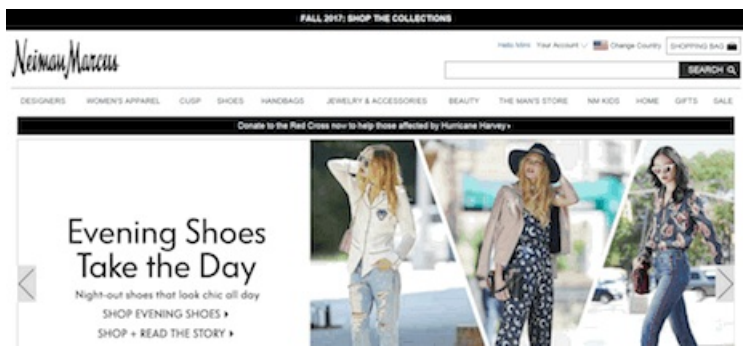 FALL 2017: SHOP THE COLLECTIONS
Neiman Marcus
Hello Mimi Your Account Change Country SHOPPING BAG
SEARCH
DESIGNERS WOMEN'S APPAREL CUSP SHOES HANDBAGS JEWELRY & ACCESSORIES BEAUTY THE MAN'S STORE NM KIDS HOME GIFTS SALE
Donate to the Red Cross now to help those affected by Hurricane Harvey›
Evening Shoes
Take the Day
Night-out shoes that look chic all day
SHOP EVENING SHOES ▸
SHOP + READ THE STORY ▸